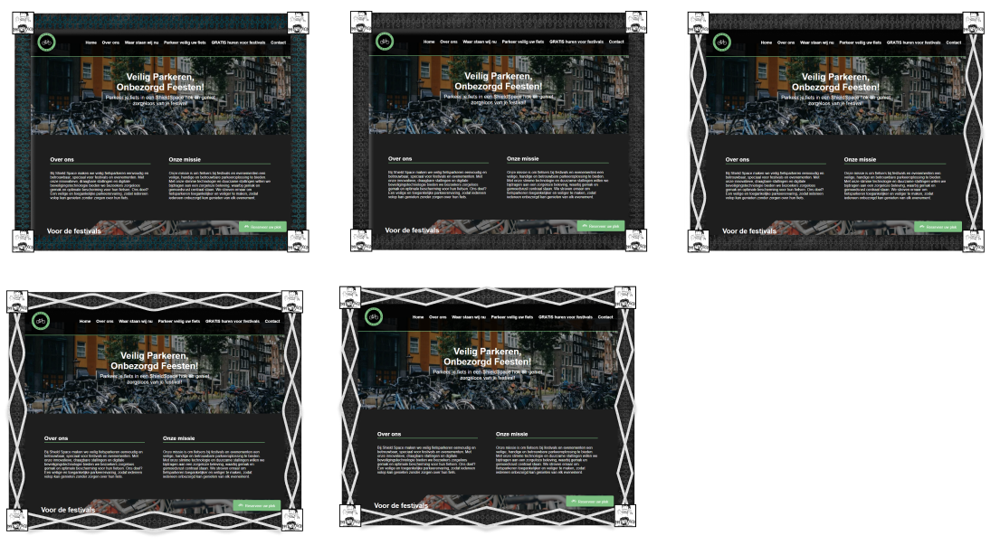 Home Over ons Waar staan wij nu Parkeer veilig uw fiets GRATIS huren voor festivals Contact
Veilig Parkeren,
Onbezorgd Feesten!
Parkeer je fiets in een ShieldSpace hok en geniet
zorgeloos van je festival!
Over ons
Bij Shield Space maken we veilig fietsparkeren eenvoudig en
betrouwbaar, speciaal voor festivals en evenementen. Met
onze innovatieve, draagbare stallingen en digitale
beveiligingstechnologie bieden we bezoekers zorgeloos
gemak en optimale bescherming voor hun fietsen. Ons doel?
Een veilige en toegankelijke parkeerervaring, zodat iedereen
volop kan genieten zonder zorgen over hun fiets.
Onze missie
Onze missie is om fietsers bij festivals en evenementen een
veilige, handige en betrouwbare parkeeroplossing te bieden
Met onze slimme technologie en duurzame stallingen willen we
bijdragen aan een zorgeloze beleving, waarbij gemak en
gemoedsrust centraal staan. We streven ernaar om
fietsparkeren toegankelijker en veiliger te maken, zodat
iedereen onbezorgd kan genieten van elk evenement.
Voor de festivals
Reserveer uw plek
Home Over ons Waar staan wij nu Parkeer veilig uw fiets GRATIS huren voor festivals Contact
Veilig Parkeren,
Onbezorgd Feesten!
Parkeer je fiets in een ShieldSpace hok en geniet
zorgeloos van je festival!
Over ons
Bij Shield Space maken we veilig fietsparkeren eenvoudig en
betrouwbaar, speciaal voor festivals en evenementen. Met
onze innovatieve, draagbare stallingen en digitale
beveiligingstechnologie bieden we bezoekers zorgeloos
gemak en optimale bescherming voor hun fietsen. Ons doel?
Een veilige en toegankelijke parkeerervaring, zodat iedereen
volop kan genieten zonder zorgen over hun fiets.
Onze missie
Onze missie is om fietsers bij festivals en evenementen een
veilige, handige en betrouwbare parkeeroplossing te bieden
Met onze slimme technologie en duurzame stallingen willen we
bijdragen aan een zorgeloze beleving, waarbij gemak en
gemoedsrust centraal staan. We streven ernaar om
fietsparkeren toegankelijker en veiliger te maken, zodat
iedereen onbezorgd kan genieten van elk evenement.
Voor de festivals
Reserveer uw plek
Home Over ons Waar staan wij nu Parkeer veilig uw fiets GRATIS huren voor festivals Contact
Veilig Parkeren,
Onbezorgd Feesten!
Parkeer je fiets in een ShieldSpace hok en geniet
zorgeloos van je festival!
Over ons
Bij Shield Space maken we veilig fietsparkeren eenvoudig en
betrouwbaar, speciaal voor festivals en evenementen. Met
onze innovatieve, draagbare stallingen en digitale
beveiligingstechnologie bieden we bezoekers zorgeloos
gemak en optimale bescherming voor hun fietsen. Ons doel?
Een veilige en toegankelijke parkeerervaring, zodat iedereen
volop kan genieten zonder zorgen over hun fiets.
Onze missie
Onze missie is om fietsers bij festivals en evenementen een
veilige, handige en betrouwbare parkeeroplossing te bieden
Met onze slimme technologie en duurzame stallingen willen we
bijdragen aan een zorgeloze beleving, waarbij gemak en
gemoedsrust centraal staan. We streven ernaar om
fietsparkeren toegankelijker en veiliger te maken, zodat
iedereen onbezorgd kan genieten van elk evenement.
Voor de festivals
Reserveer uw plek
Home Over ons Waar staan wij nu Parkeer veilig uw fiets GRATIS huren voor festivals Contact
Veilig Parkeren,
Onbezorgd Feesten!
Parkeer je fiets in een ShieldSpace hok en geniet
zorgeloos van je festival!
Over ons
Bij Shield Space maken we veilig fietsparkeren eenvoudig en
betrouwbaar, speciaal voor festivals en evenementen. Met
onze innovatieve, draagbare stallingen en digitale
beveiligingstechnologie bieden we bezoekers zorgeloos
gemak en optimale bescherming voor hun fietsen. Ons doel?
Een veilige en toegankelijke parkeerervaring, zodat iedereen
volop kan genieten zonder zorgen over hun fiets.
Onze missie
Onze missie is om fietsers bij festivals en evenementen een
veilige, handige en betrouwbare parkeeroplossing te bieden
Met onze slimme technologie en duurzame stallingen willen we
bijdragen aan een zorgeloze beleving, waarbij gemak en
gemoedsrust centraal staan. We streven ernaar om
fietsparkeren toegankelijker en veiliger te maken, zodat
iedereen onbezorgd kan genieten van elk evenement.
Voor de festivals
Reserveer uw plek
Home Over ons Waar staan wij nu Parkeer veilig uw fiets GRATIS huren voor festivals Contact
Veilig Parkeren,
Onbezorgd Feesten!
Parkeer je fiets in een ShieldSpace hok en geniet
zorgeloos van je festival!
Over ons
Bij Shield Space maken we veilig fietsparkeren eenvoudig en
betrouwbaar, speciaal voor festivals en evenementen. Met
onze innovatieve, draagbare stallingen en digitale
beveiligingstechnologie bieden we bezoekers zorgeloos
gemak en optimale bescherming voor hun fietsen. Ons doel?
Een veilige en toegankelijke parkeerervaring, zodat iedereen
volop kan genieten zonder zorgen over hun fiets.
Onze missie
Onze missie is om fietsers bij festivals en evenementen een
veilige, handige en betrouwbare parkeeroplossing te bieden
Met onze slimme technologie en duurzame stallingen willen we
bijdragen aan een zorgeloze beleving, waarbij gemak en
gemoedsrust centraal staan. We streven ernaar om
fietsparkeren toegankelijker en veiliger te maken, zodat
iedereen onbezorgd kan genieten van elk evenement.
Voor de festivals
Reserveer uw plek